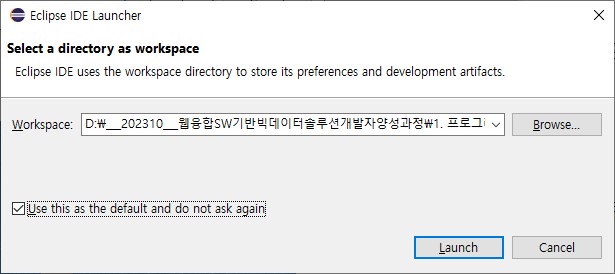 Eclipse IDE Launcher
Select a directory as workspace
Eclipse IDE uses the workspace directory to store its preferences and development artifacts.
Workspace: D:₩__202310__웹융합SW기반빅데이터솔루션개발자양성과정₩1. 프로그 Browse...
Use this as the default and do not ask again
Launch Cancel